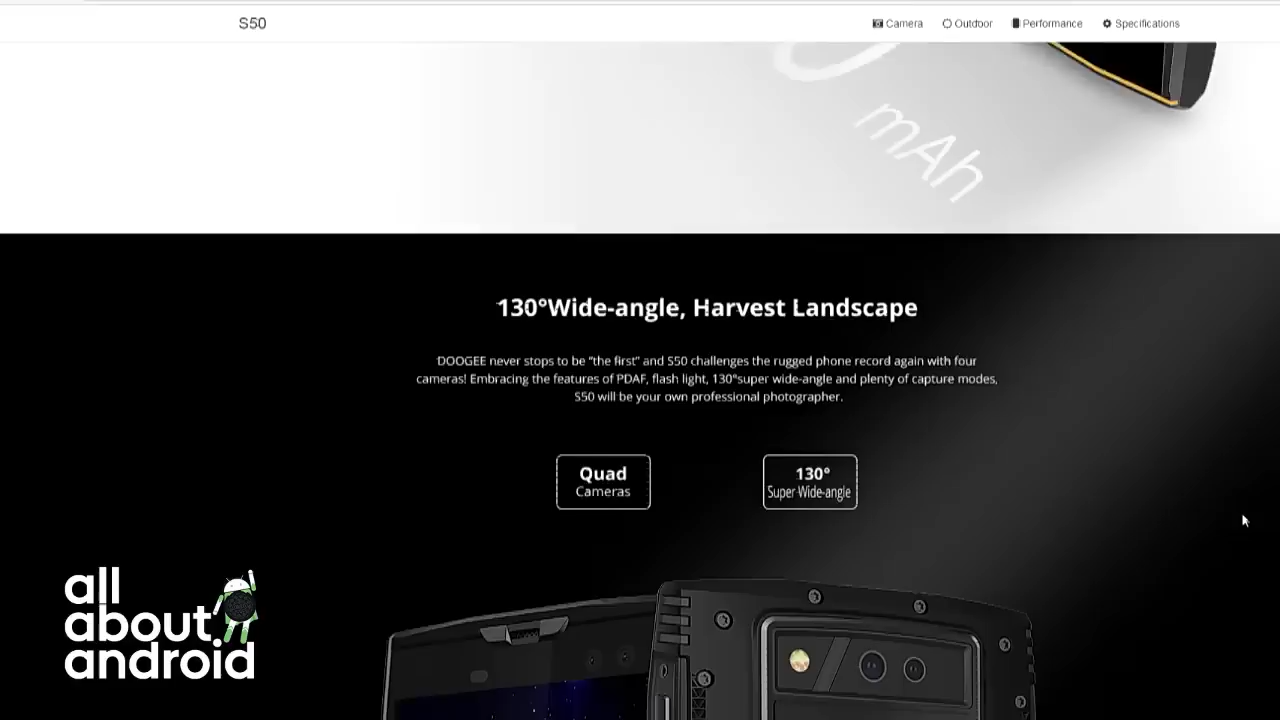 S50
Camera
Outdoor
Performance
Specifications
mAh
130°Wide-angle, Harvest Landscape
DOOGEE never stops to be "the first" and S50 challenges the rugged phone record again with four
cameras! Embracing the features of PDAF, flash light, 130°super wide-angle and plenty of capture modes,
S50 will be your own professional photographer.
Quad
Cameras
130°
Super Wide-angle
all
about
android